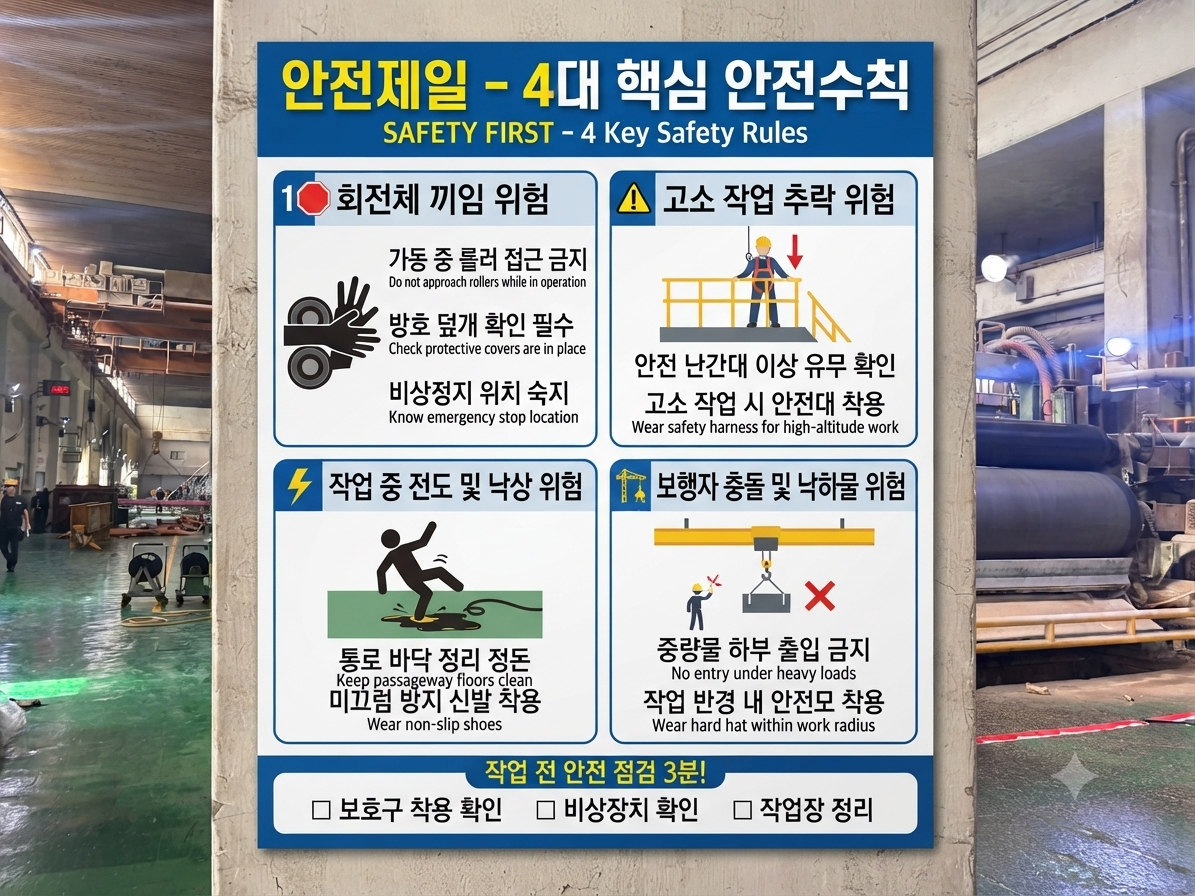 안전제일 - 4대 핵심 안전수칙
SAFETY FIRST - 4 Key Safety Rules
1 회전체 끼임 위험
가동 중 롤러 접근 금지
Do not approach rollers while in operation
방호 덮개 확인 필수
Check protective covers are in place
비상정지 위치 숙지
Know emergency stop location
고소 작업 추락 위험
안전 난간대 이상 유무 확인
고소 작업 시 안전대 착용
Wear safety harness for high-altitude work
작업 중 전도 및 낙상 위험
통로 바닥 정리 정돈
Keep passageway floors clean
미끄럼 방지 신발 착용
Wear non-slip shoes
보행자 충돌 및 낙하물 위험
중량물 하부 출입 금지
No entry under heavy loads
작업 반경 내 안전모 착용
Wear hard hat within work radius
작업 전 안전 점검 3분!
☐ 보호구 착용 확인 ☐ 비상장치 확인 ☐ 작업장 정리